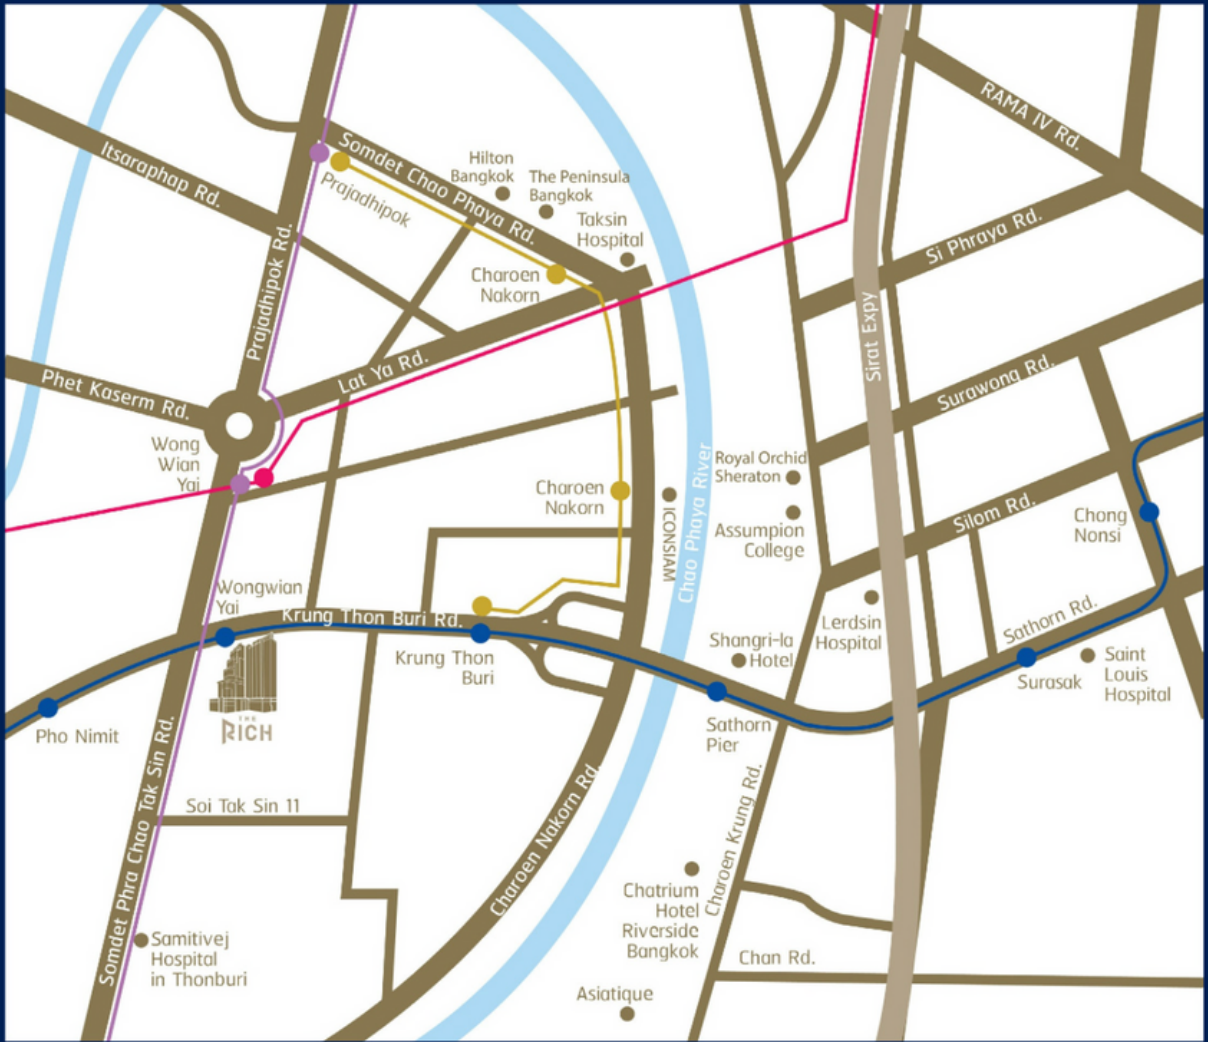 RAMA IV Rd.
Somdet Chao Phaya Rd.
Itsaraphap Rd.
Hilton
Bangkok
The Peninsula
Bangkok
Prajadhipok
Taksin
Hospital
Si Phraya Rd.
Prajadhipok Rd.
Charoen
Nakorn
Sirat Expy
Lat Ya Rd.
Phet Kaserm Rd.
Surawong Rd.
Wong
Wian
Yai
Royal Orchid
Sheraton
Charoen
Nakorn
ICONSIAM
Chao Phaya River
Assumpion
College
Silom Rd.
Chong
Nonsi
Wongwian
Yai
Krung Thon Buri Rd.
Lerdsin
Hospital
Sathorn Rd.
Krung Thon
Buri
Shangri-la
Hotel
Surasak
Saint
Louis
Hospital
THE
RICH
Pho Nimit
Sathorn
Pier
Somdet Phra Chao Tak Sin Rd.
Soi Tak Sin 11
Charoen Nakorn Rd.
Charoen Krung Rd.
Chatrium
Hotel
Riverside
Bangkok
Samitivej
Hospital
in Thonburi
Chan Rd.
Asiatique